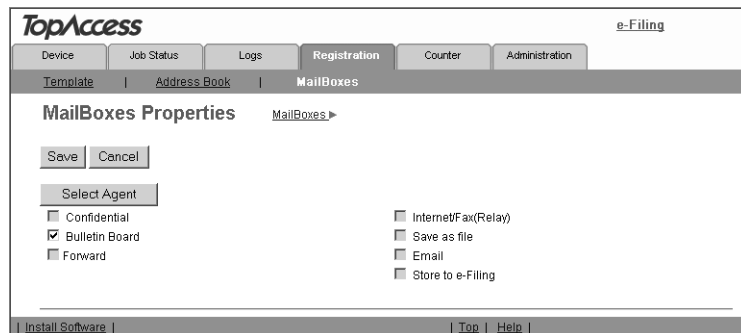 TopAccess
e-Filing
Device Job Status Logs Registration Counter Administration
Template | Address Book | MailBoxes
MailBoxes Properties MailBoxes
Save Cancel
Select Agent
Confidential Internet/Fax(Relay)
Bulletin Board Save as file
Forward Email
Store to e-Filing
| Install Software | | Top | Help |